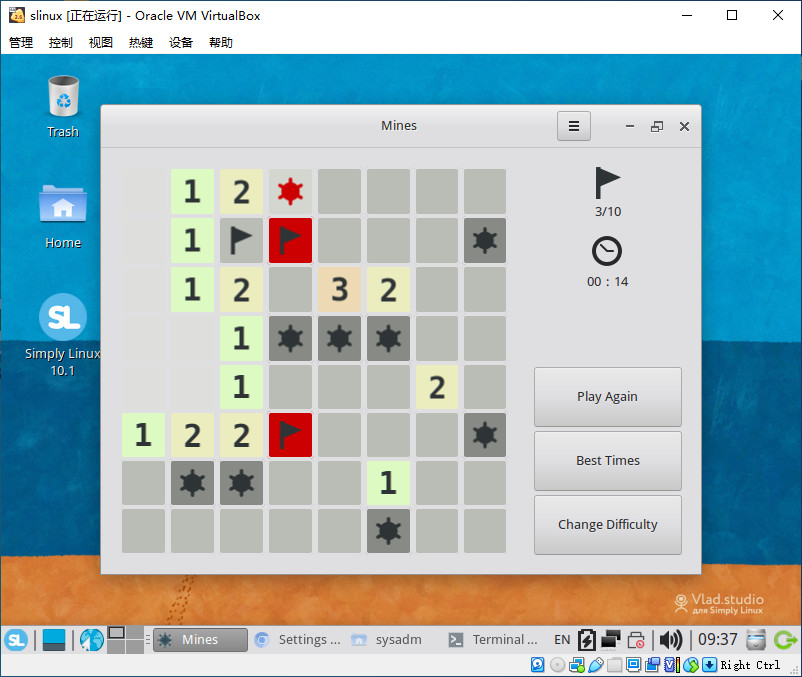 slinux [正在运行] - Oracle VM VirtualBox
管理 控制 视图 热键 设备 帮助
Trash
Home
SL
Simply Linux
10.1
Mines
1 2
1
1 2 3 2
1
1 2
1 2 2
1
3/10
00 : 14
Play Again
Best Times
Change Difficulty
Vlad.studio
для Simply Linux
SL Mines Settings ... sysadm Terminal ... EN 09:37
Right Ctrl